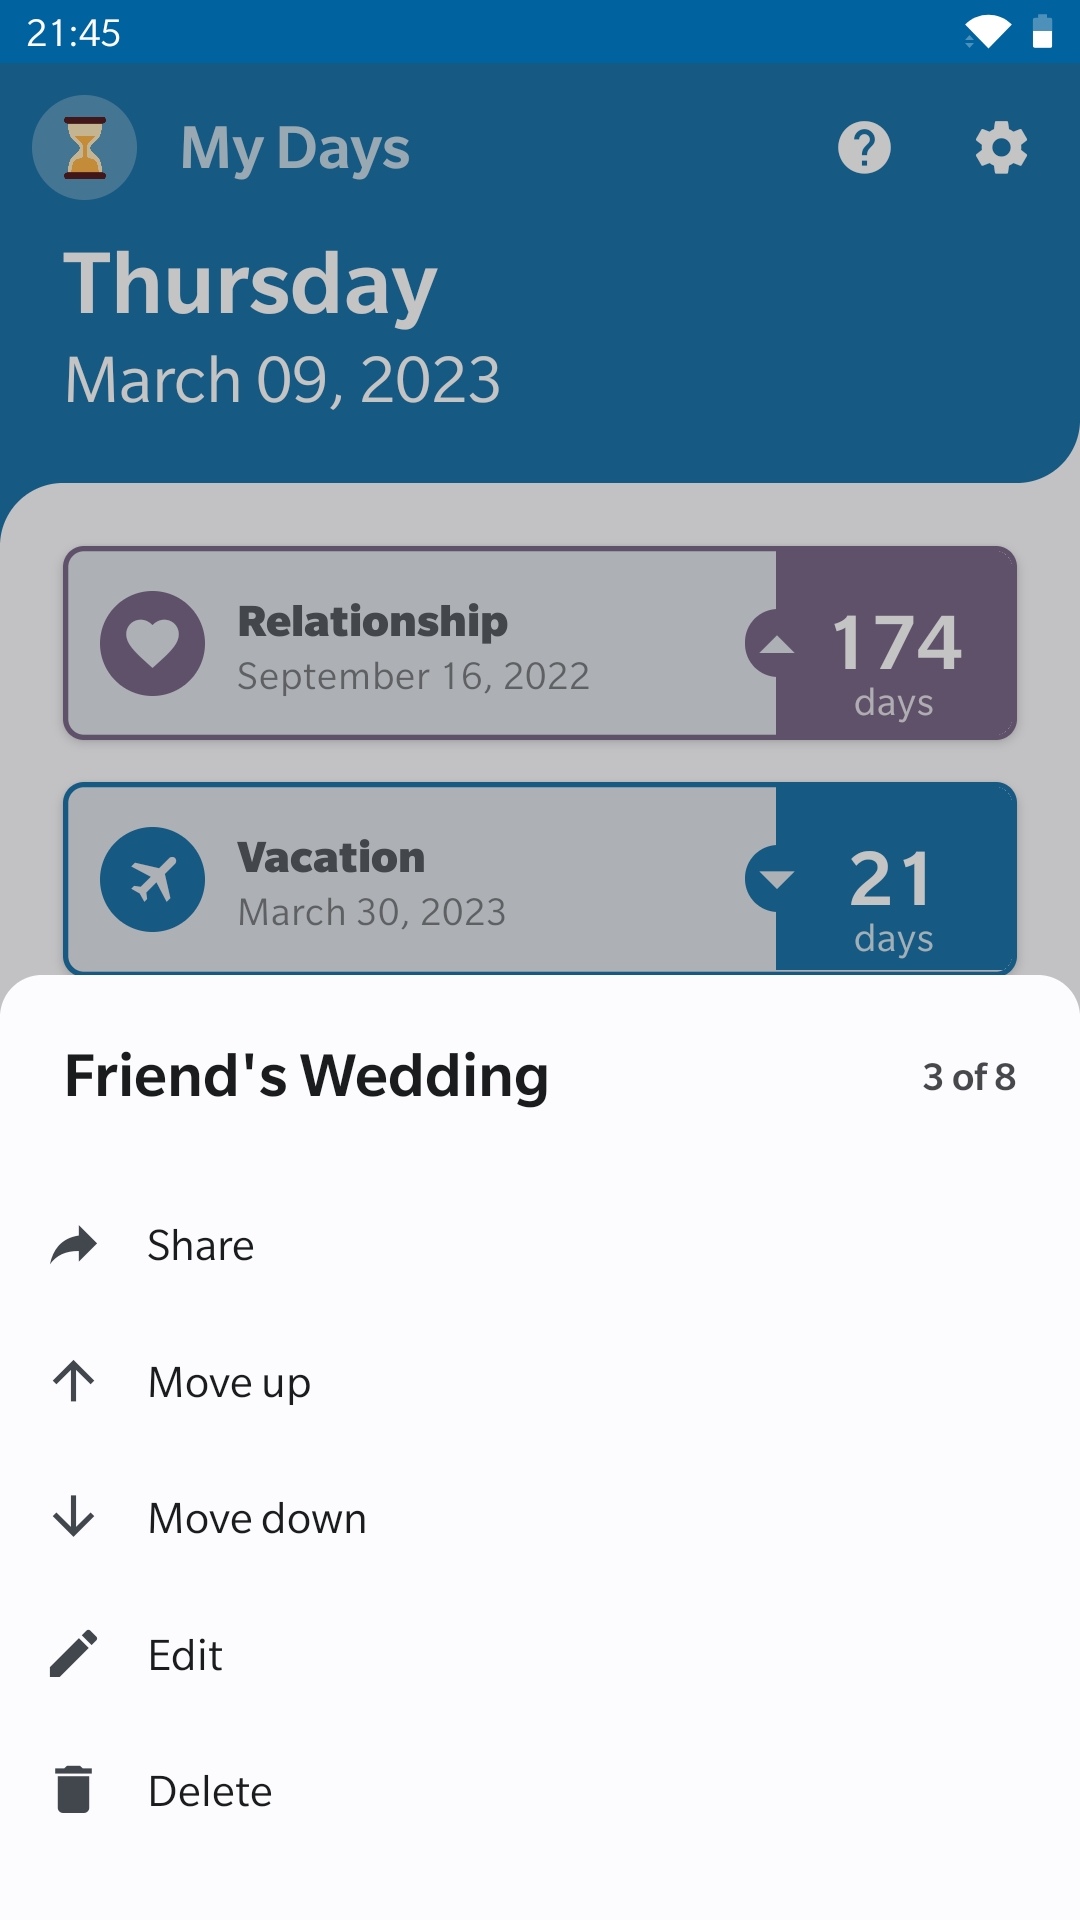 21:45
My Days
Thursday
March 09, 2023
Relationship
September 16, 2022
174
days
Vacation
March 30, 2023
21
days
Friend's Wedding
3 of 8
Share
Move up
Move down
Edit
Delete